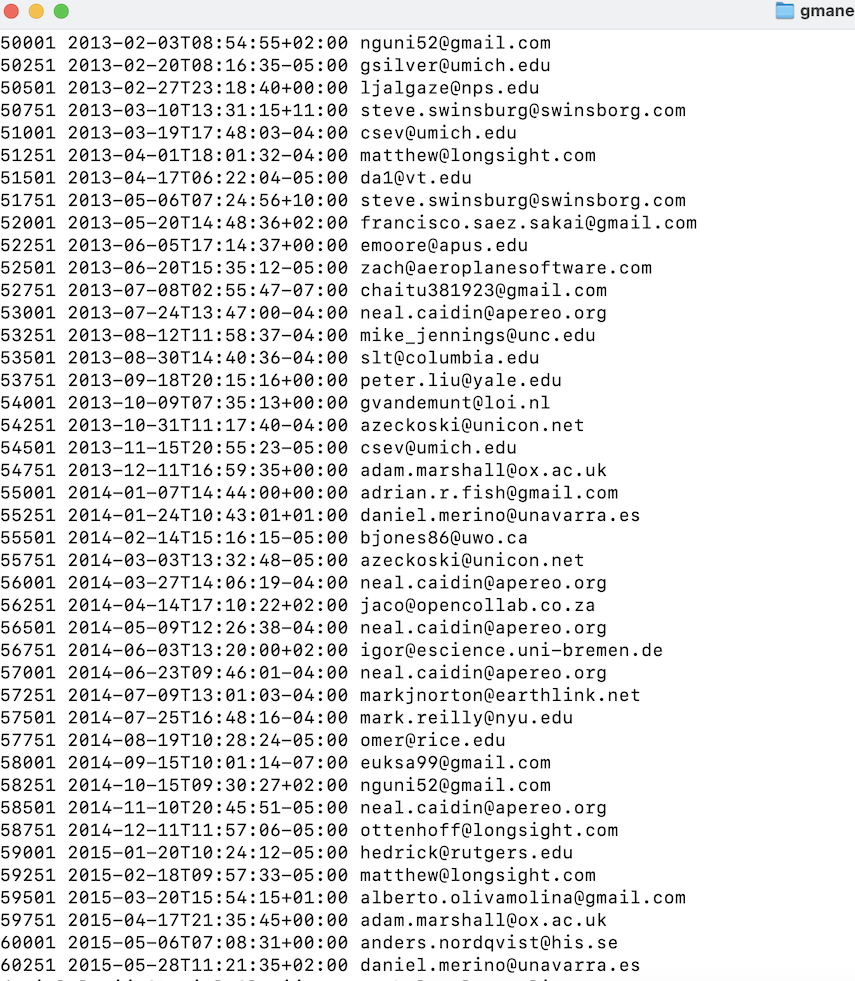 gmane
50001 2013-02-03T08:54:55+02:00 nguni52@gmail.com
50251 2013-02-20T08:16:35-05:00 gsilver@umich.edu
50501 2013-02-27T23:18:40+00:00 ljalgaze@nps.edu
50751 2013-03-10T13:31:15+11:00 steve.swinsburg@swinsborg.com
51001 2013-03-19T17:48:03-04:00 csev@umich.edu
51251 2013-04-01T18:01:32-04:00 matthew@longsight.com
51501 2013-04-17T06:22:04-05:00 da1@vt.edu
51751 2013-05-06T07:24:56+10:00 steve.swinsburg@swinsborg.com
52001 2013-05-20T14:48:36+02:00 francisco.saez.sakai@gmail.com
52251 2013-06-05T17:14:37+00:00 emoore@apus.edu
52501 2013-06-20T15:35:12-05:00 zach@aeroplanesoftware.com
52751 2013-07-08T02:55:47-07:00 chaitu381923@gmail.com
53001 2013-07-24T13:47:00-04:00 neal.caidin@apereo.org
53251 2013-08-12T11:58:37-04:00 mike_jennings@unc.edu
53501 2013-08-30T14:40:36-04:00 slt@columbia.edu
53751 2013-09-18T20:15:16+00:00 peter.liu@yale.edu
54001 2013-10-09T07:35:13+00:00 gvandemunt@loi.nl
54251 2013-10-31T11:17:40-04:00 azeckoski@unicon.net
54501 2013-11-15T20:55:23-05:00 csev@umich.edu
54751 2013-12-11T16:59:35+00:00 adam.marshall@ox.ac.uk
55001 2014-01-07T14:44:00+00:00 adrian.r.fish@gmail.com
55251 2014-01-24T10:43:01+01:00 daniel.merino@unavarra.es
55501 2014-02-14T15:16:15-05:00 bjones86@uwo.ca
55751 2014-03-03T13:32:48-05:00 azeckoski@unicon.net
56001 2014-03-27T14:06:19-04:00 neal.caidin@apereo.org
56251 2014-04-14T17:10:22+02:00 jaco@opencollab.co.za
56501 2014-05-09T12:26:38-04:00 neal.caidin@apereo.org
56751 2014-06-03T13:20:00+02:00 igor@escience.uni-bremen.de
57001 2014-06-23T09:46:01-04:00 neal.caidin@apereo.org
57251 2014-07-09T13:01:03-04:00 markjnorton@earthlink.net
57501 2014-07-25T16:48:16-04:00 mark.reilly@nyu.edu
57751 2014-08-19T10:28:24-05:00 omer@rice.edu
58001 2014-09-15T10:01:14-07:00 euksa99@gmail.com
58251 2014-10-15T09:30:27+02:00 nguni52@gmail.com
58501 2014-11-10T20:45:51-05:00 neal.caidin@apereo.org
58751 2014-12-11T11:57:06-05:00 ottenhoff@longsight.com
59001 2015-01-20T10:24:12-05:00 hedrick@rutgers.edu
59251 2015-02-18T09:57:33-05:00 matthew@longsight.com
59501 2015-03-20T15:54:15+01:00 alberto.olivamolina@gmail.com
59751 2015-04-17T21:35:45+00:00 adam.marshall@ox.ac.uk
60001 2015-05-06T07:08:31+00:00 anders.nordqvist@his.se
60251 2015-05-28T11:21:35+02:00 daniel.merino@unavarra.es